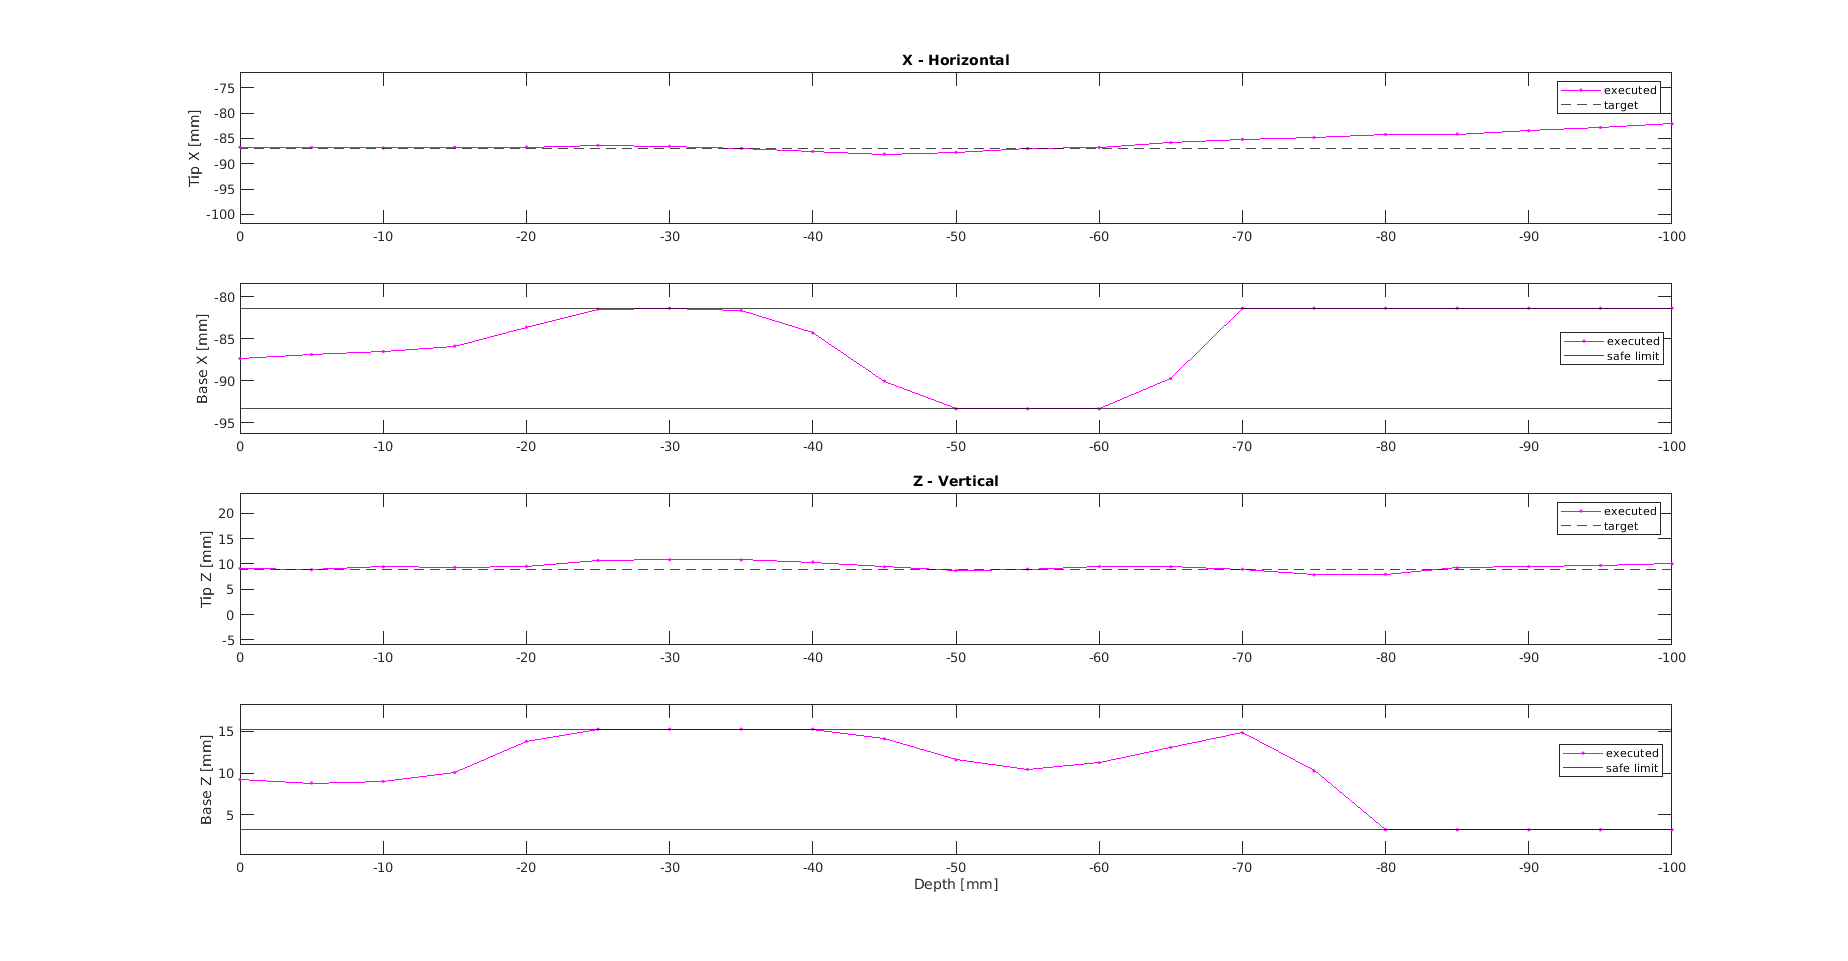 X - Horizontal
Tip X [mm]
-75
-80
-85
-90
-95
-100
executed
target
0 -10 -20 -30 -40 -50 -60 -70 -80 -90 -100
Base X [mm]
-80
-85
-90
-95
executed
safe limit
0 -10 -20 -30 -40 -50 -60 -70 -80 -90 -100
Z - Vertical
Tip Z [mm]
20
15
10
5
0
-5
executed
target
0 -10 -20 -30 -40 -50 -60 -70 -80 -90 -100
Base Z [mm]
15
10
5
executed
safe limit
0 -10 -20 -30 -40 -50 -60 -70 -80 -90 -100
Depth [mm]